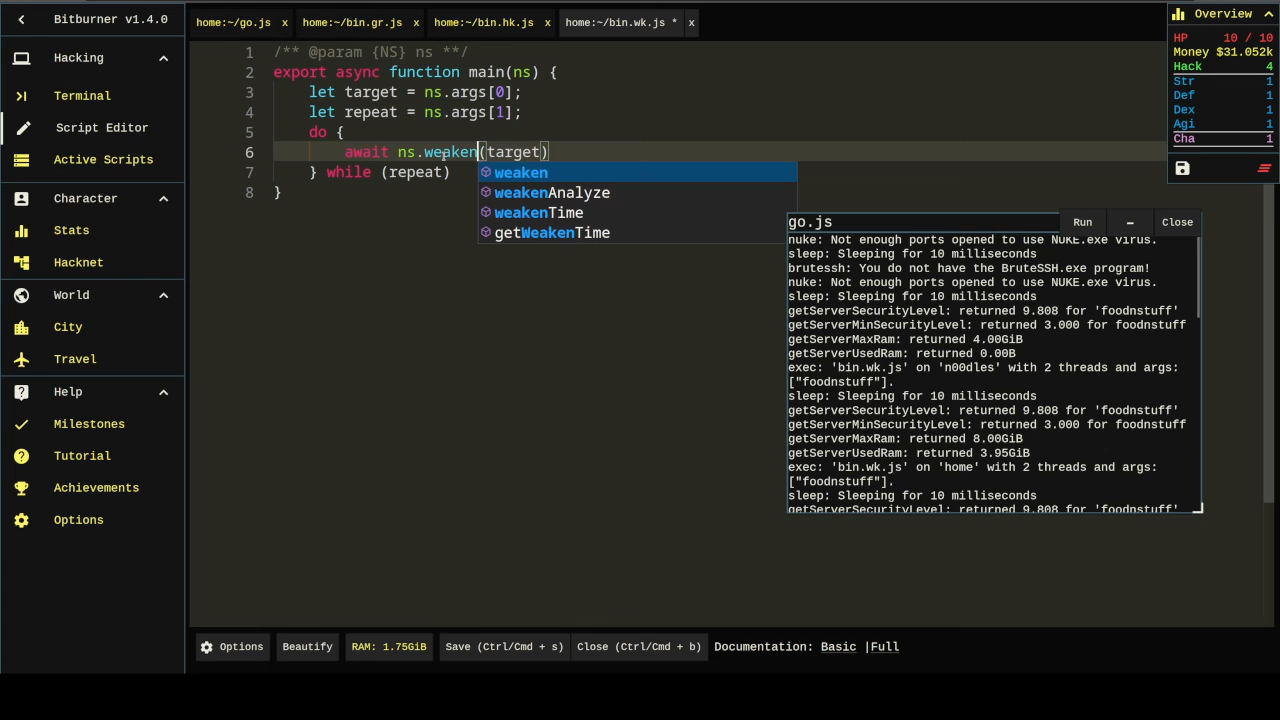 Bitburner v1.4.0
Hacking
Terminal
Script Editor
Active Scripts
Character
Stats
Hacknet
World
City
Travel
Help
Milestones
Tutorial
Achievements
Options
home:~/go.js x
home:~/bin.gr.js x
home:~/bin.hk.js x
home:~/bin.wk.js * x
1 /** @param {NS} ns **/
2 export async function main(ns) {
3 let target = ns.args[0];
4 let repeat = ns.args[1];
5 do {
6 await ns.weaken(target)
7 } while (repeat)
8 }
weaken
weakenAnalyze
weakenTime
getWeakenTime
Overview
HP 10 / 10
Money $31.052k
Hack 4
Str 1
Def 1
Dex 1
Agi 1
Cha 1
go.js Run - Close
nuke: Not enough ports opened to use NUKE.exe virus.
sleep: Sleeping for 10 milliseconds
brutessh: You do not have the BruteSSH.exe program!
nuke: Not enough ports opened to use NUKE.exe virus.
sleep: Sleeping for 10 milliseconds
getServerSecurityLevel: returned 9.808 for 'foodnstuff'
getServerMinSecurityLevel: returned 3.000 for foodnstuff
getServerMaxRam: returned 4.00GiB
getServerUsedRam: returned 0.00B
exec: 'bin.wk.js' on 'n00dles' with 2 threads and args:
["foodnstuff"].
sleep: Sleeping for 10 milliseconds
getServerSecurityLevel: returned 9.808 for 'foodnstuff'
getServerMinSecurityLevel: returned 3.000 for foodnstuff
getServerMaxRam: returned 8.00GiB
getServerUsedRam: returned 3.95GiB
exec: 'bin.wk.js' on 'home' with 2 threads and args:
["foodnstuff"].
sleep: Sleeping for 10 milliseconds
getServerSecurityLevel: returned 9.808 for 'foodnstuff'
Options
Beautify
RAM: 1.75GiB
Save (Ctrl/Cmd + s)
Close (Ctrl/Cmd + b)
Documentation: Basic |Full